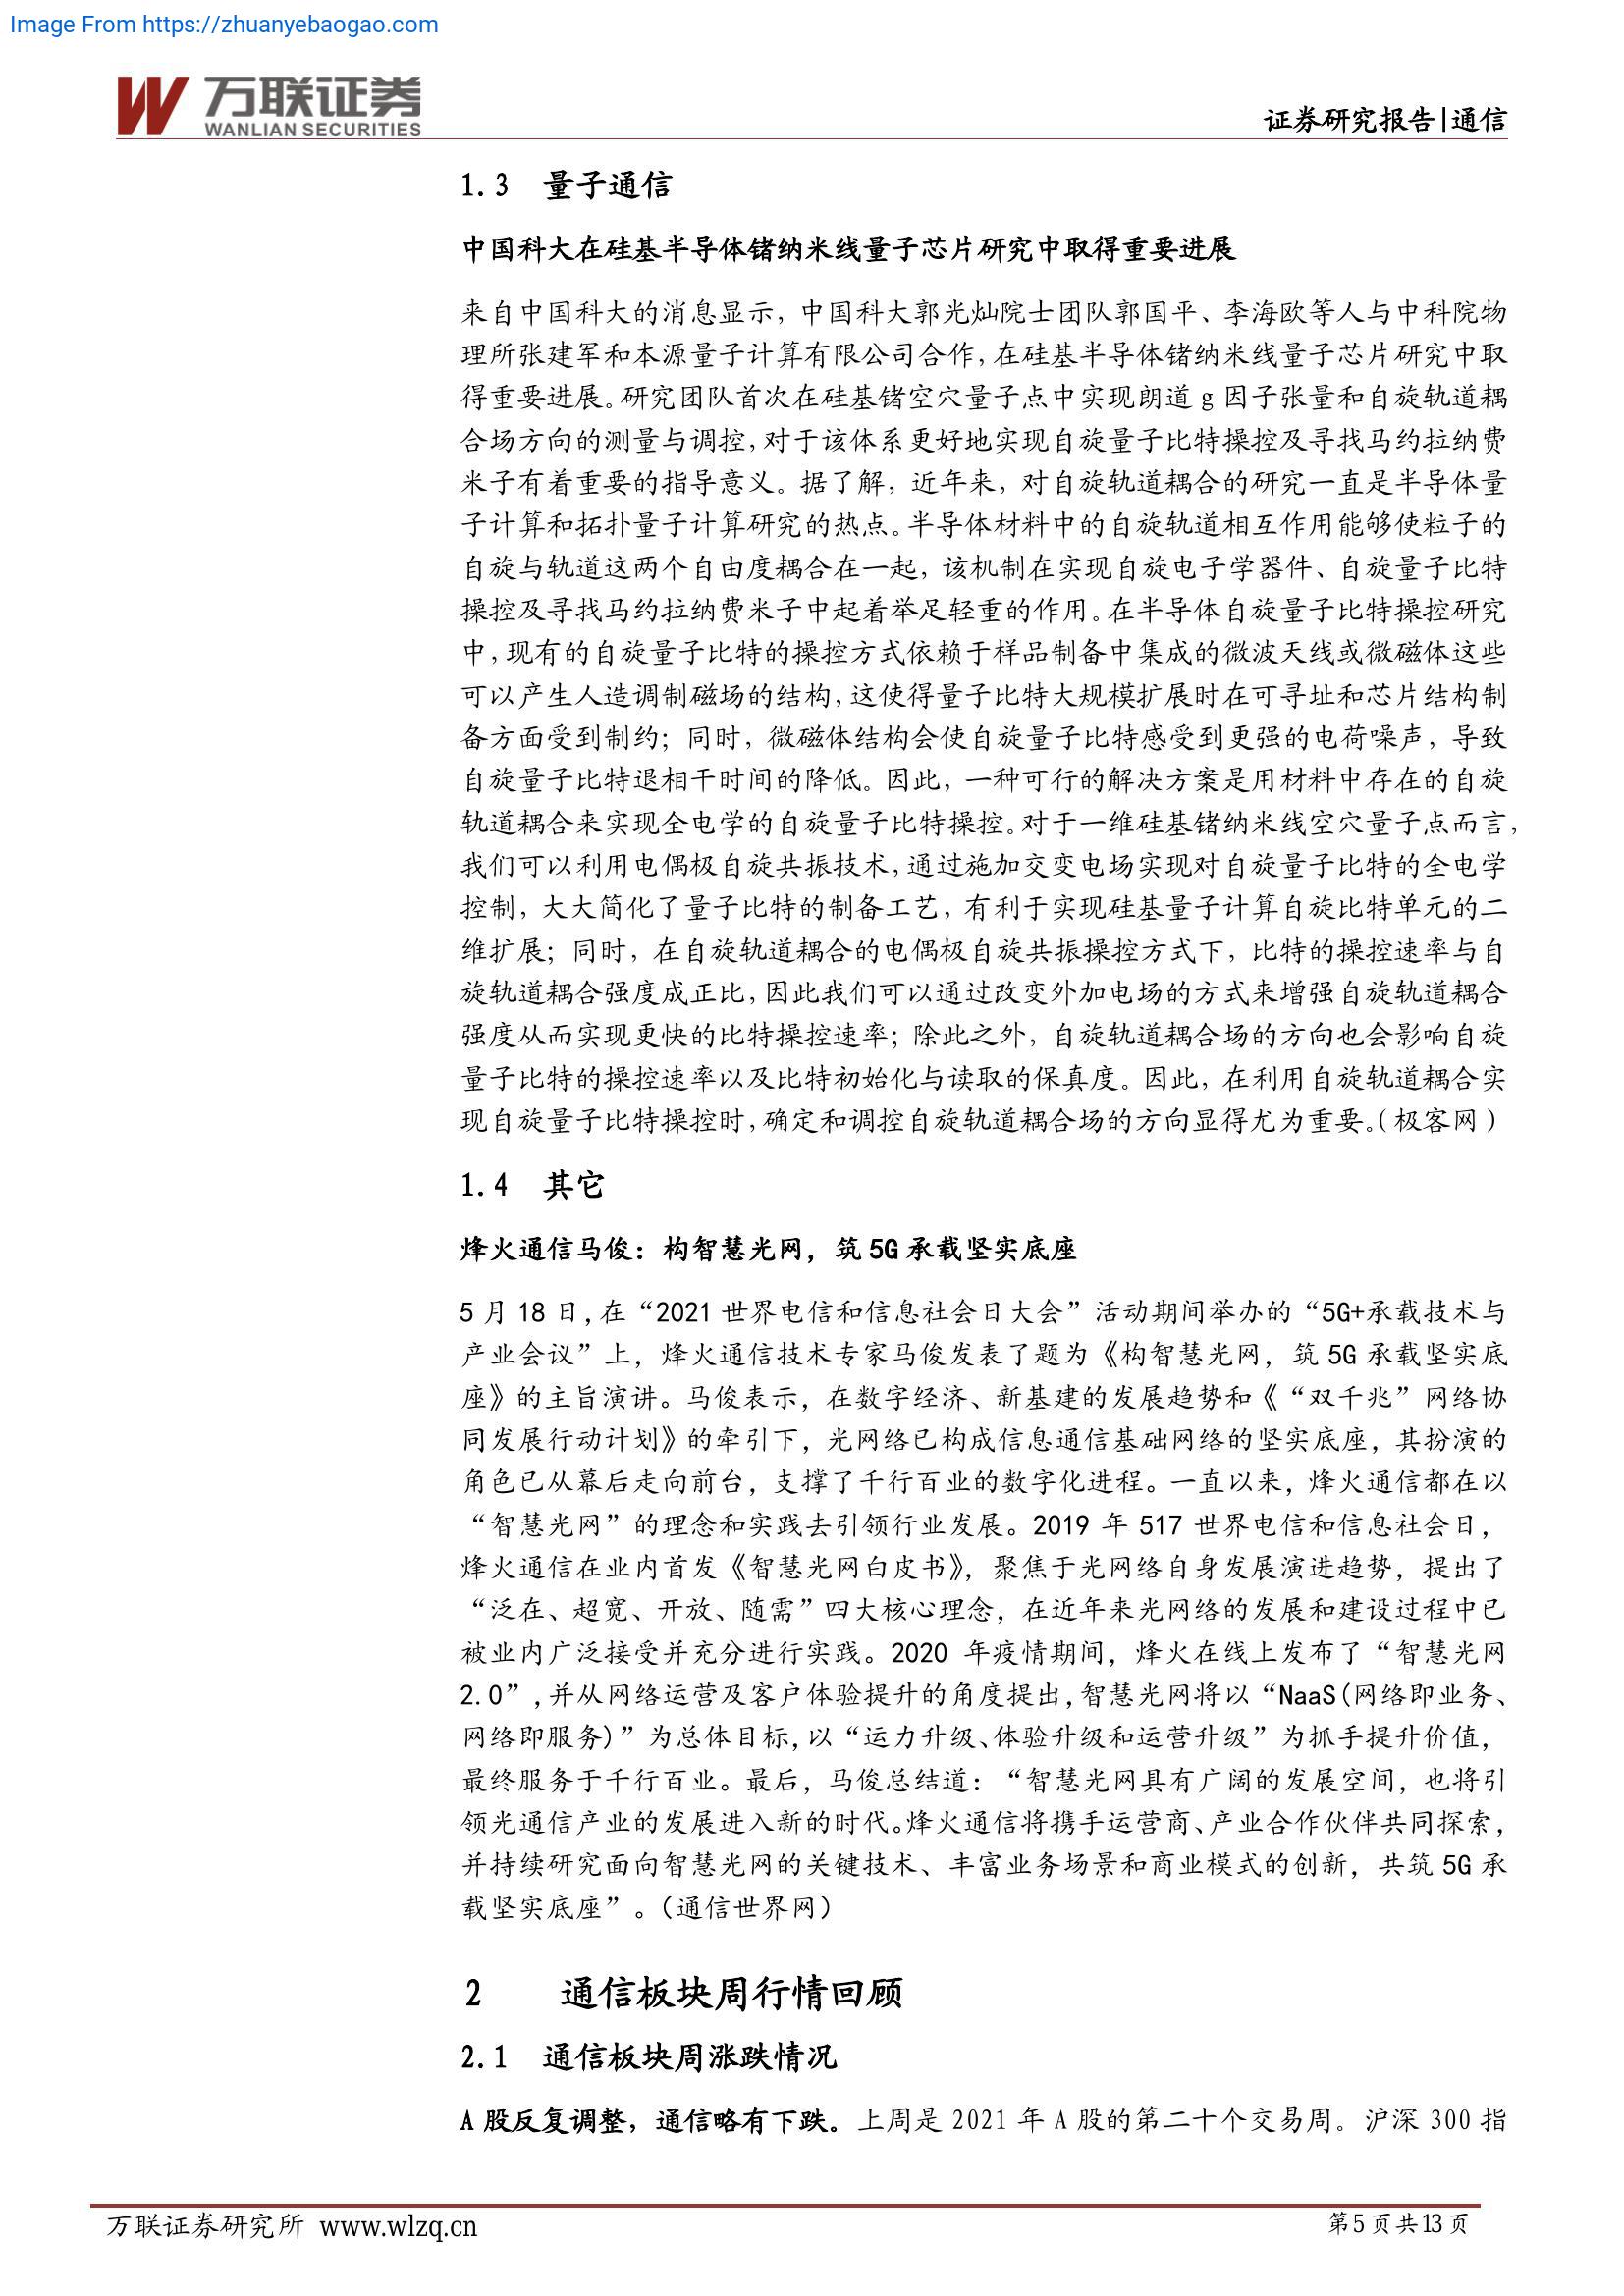 Image From https://zhuanyebaogao.com
万联证券
WANLIAN SECURITIES
证券研究报告|通信
1.3 量子通信
中国科大在硅基半导体锗纳米线量子芯片研究中取得重要进展
来自中国科大的消息显示，中国科大郭光灿院士团队郭国平、李海欧等人与中科院物
理所张建军和本源量子计算有限公司合作，在硅基半导体锗纳米线量子芯片研究中取
得重要进展。研究团队首次在硅基锗空穴量子点中实现朗道 g 因子张量和自旋轨道耦
合场方向的测量与调控，对于该体系更好地实现自旋量子比特操控及寻找马约拉纳费
米子有着重要的指导意义。据了解，近年来，对自旋轨道耦合的研究一直是半导体量
子计算和拓扑量子计算研究的热点。半导体材料中的自旋轨道相互作用能够使粒子的
自旋与轨道这两个自由度耦合在一起，该机制在实现自旋电子学器件、自旋量子比特
操控及寻找马约拉纳费米子中起着举足轻重的作用。在半导体自旋量子比特操控研究
中，现有的自旋量子比特的操控方式依赖于样品制备中集成的微波天线或微磁体这些
可以产生人造调制磁场的结构，这使得量子比特大规模扩展时在可寻址和芯片结构制
备方面受到制约；同时，微磁体结构会使自旋量子比特感受到更强的电荷噪声，导致
自旋量子比特退相干时间的降低。因此，一种可行的解决方案是用材料中存在的自旋
轨道耦合来实现全电学的自旋量子比特操控。对于一维硅基锗纳米线空穴量子点而言，
我们可以利用电偶极自旋共振技术，通过施加交变电场实现对自旋量子比特的全电学
控制，大大简化了量子比特的制备工艺，有利于实现硅基量子计算自旋比特单元的二
维扩展；同时，在自旋轨道耦合的电偶极自旋共振操控方式下，比特的操控速率与自
旋轨道耦合强度成正比，因此我们可以通过改变外加电场的方式来增强自旋轨道耦合
强度从而实现更快的比特操控速率；除此之外，自旋轨道耦合场的方向也会影响自旋
量子比特的操控速率以及比特初始化与读取的保真度。因此，在利用自旋轨道耦合实
现自旋量子比特操控时，确定和调控自旋轨道耦合场的方向显得尤为重要。（极客网）
1.4 其它
烽火通信马俊：构智慧光网，筑 5G 承载坚实底座
5 月 18 日，在“2021 世界电信和信息社会日大会”活动期间举办的“5G+承载技术与
产业会议”上，烽火通信技术专家马俊发表了题为《构智慧光网，筑 5G 承载坚实底
座》的主旨演讲。马俊表示，在数字经济、新基建的发展趋势和《“双千兆”网络协
同发展行动计划》的牵引下，光网络已构成信息通信基础网络的坚实底座，其扮演的
角色已从幕后走向前台，支撑了千行百业的数字化进程。一直以来，烽火通信都在以
“智慧光网”的理念和实践去引领行业发展。2019 年 517 世界电信和信息社会日，
烽火通信在业内首发《智慧光网白皮书》，聚焦于光网络自身发展演进趋势，提出了
“泛在、超宽、开放、随需”四大核心理念，在近年来光网络的发展和建设过程中已
被业内广泛接受并充分进行实践。2020 年疫情期间，烽火在线上发布了“智慧光网
2.0”，并从网络运营及客户体验提升的角度提出，智慧光网将以“NaaS(网络即业务、
网络即服务)”为总体目标，以“运力升级、体验升级和运营升级”为抓手提升价值，
最终服务于千行百业。最后，马俊总结道：“智慧光网具有广阔的发展空间，也将引
领光通信产业的发展进入新的时代。烽火通信将携手运营商、产业合作伙伴共同探索，
并持续研究面向智慧光网的关键技术、丰富业务场景和商业模式的创新，共筑 5G 承
载坚实底座”。（通信世界网）
2 通信板块周行情回顾
2.1 通信板块周涨跌情况
A 股反复调整，通信略有下跌。上周是 2021 年 A 股的第二十个交易周。沪深 300 指
万联证券研究所 www.wlzq.cn
第 5 页 共 13 页